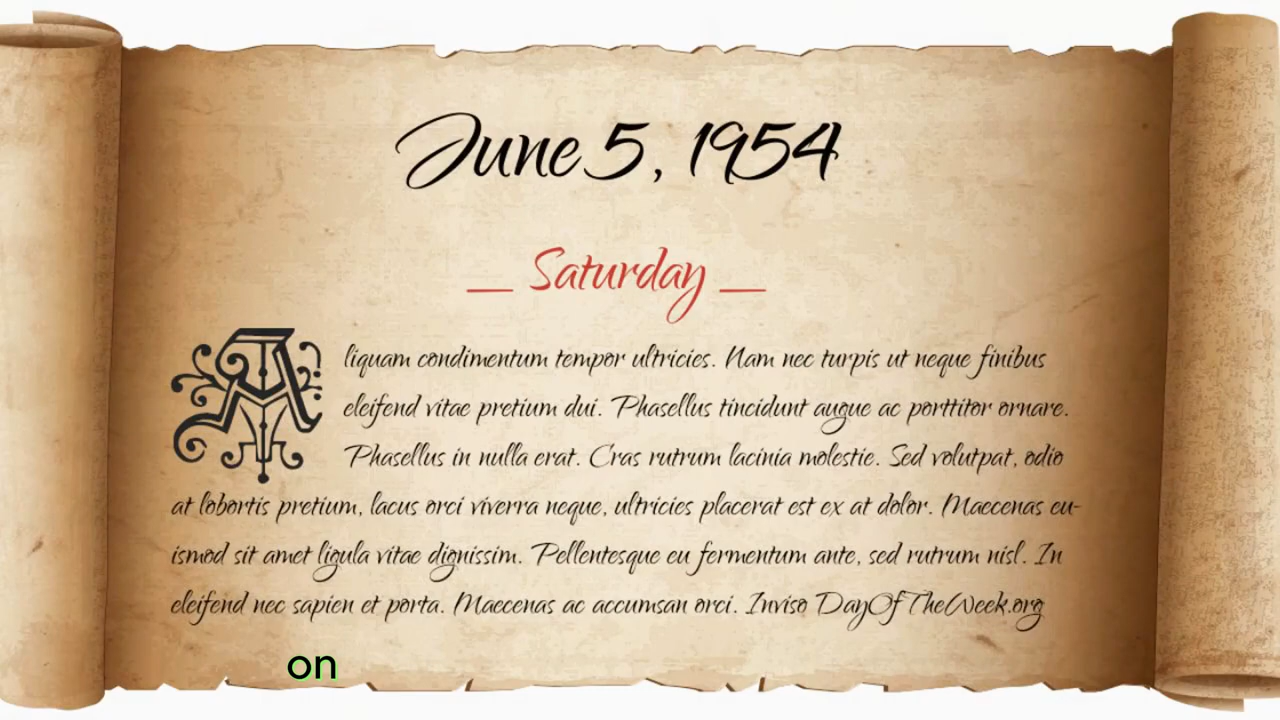 June 5, 1954
__ Saturday __
Aliquam condimentum tempor ultricies. Nam nec turpis ut neque finibus
eleifend vitae pretium dui. Phasellus tincidunt augue ac porttitor ornare.
Phasellus in nulla erat. Cras rutrum lacinia molestie. Sed volutpat, odio
at lobortis pretium, lacus orci viverra neque, ultricies placerat est ex at dolor. Maecenas eu-
ismod sit amet ligula vitae dignissim. Pellentesque eu fermentum ante, sed rutrum nisl. In
eleifend nec sapien et porta. Maecenas ac accumsan orci. Inviso DayOfTheWeek.org
on